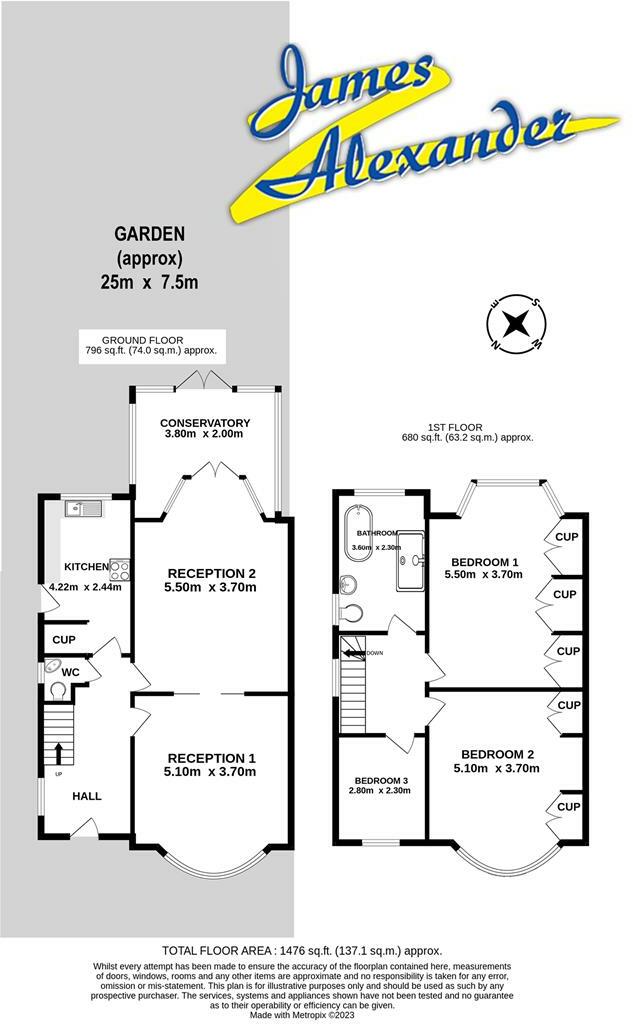 James
Alexander
GARDEN
(approx)
25m x 7.5m
GROUND FLOOR
796 sq.ft. (74.0 sq.m.) approx.
CONSERVATORY
3.80m x 2.00m
KITCHEN
4.22m x 2.44m
RECEPTION 2
5.50m x 3.70m
CUP
WC
UP
HALL
RECEPTION 1
5.10m x 3.70m
E
S
N
W
1ST FLOOR
680 sq.ft. (63.2 sq.m.) approx.
BATHROOM
3.60m x 2.30m
BEDROOM 1
5.50m x 3.70m
CUP
CUP
CUP
DOWN
CUP
BEDROOM 2
5.10m x 3.70m
BEDROOM 3
2.80m x 2.30m
CUP
TOTAL FLOOR AREA : 1476 sq.ft. (137.1 sq.m.) approx.
Whilst every attempt has been made to ensure the accuracy of the floorplan contained here, measurements
of doors, windows, rooms and any other items are approximate and no responsibility is taken for any error,
omission or mis-statement. This plan is for illustrative purposes only and should be used as such by any
prospective purchaser. The services, systems and appliances shown have not been tested and no guarantee
as to their operability or efficiency can be given.
Made with Metropix ©2023